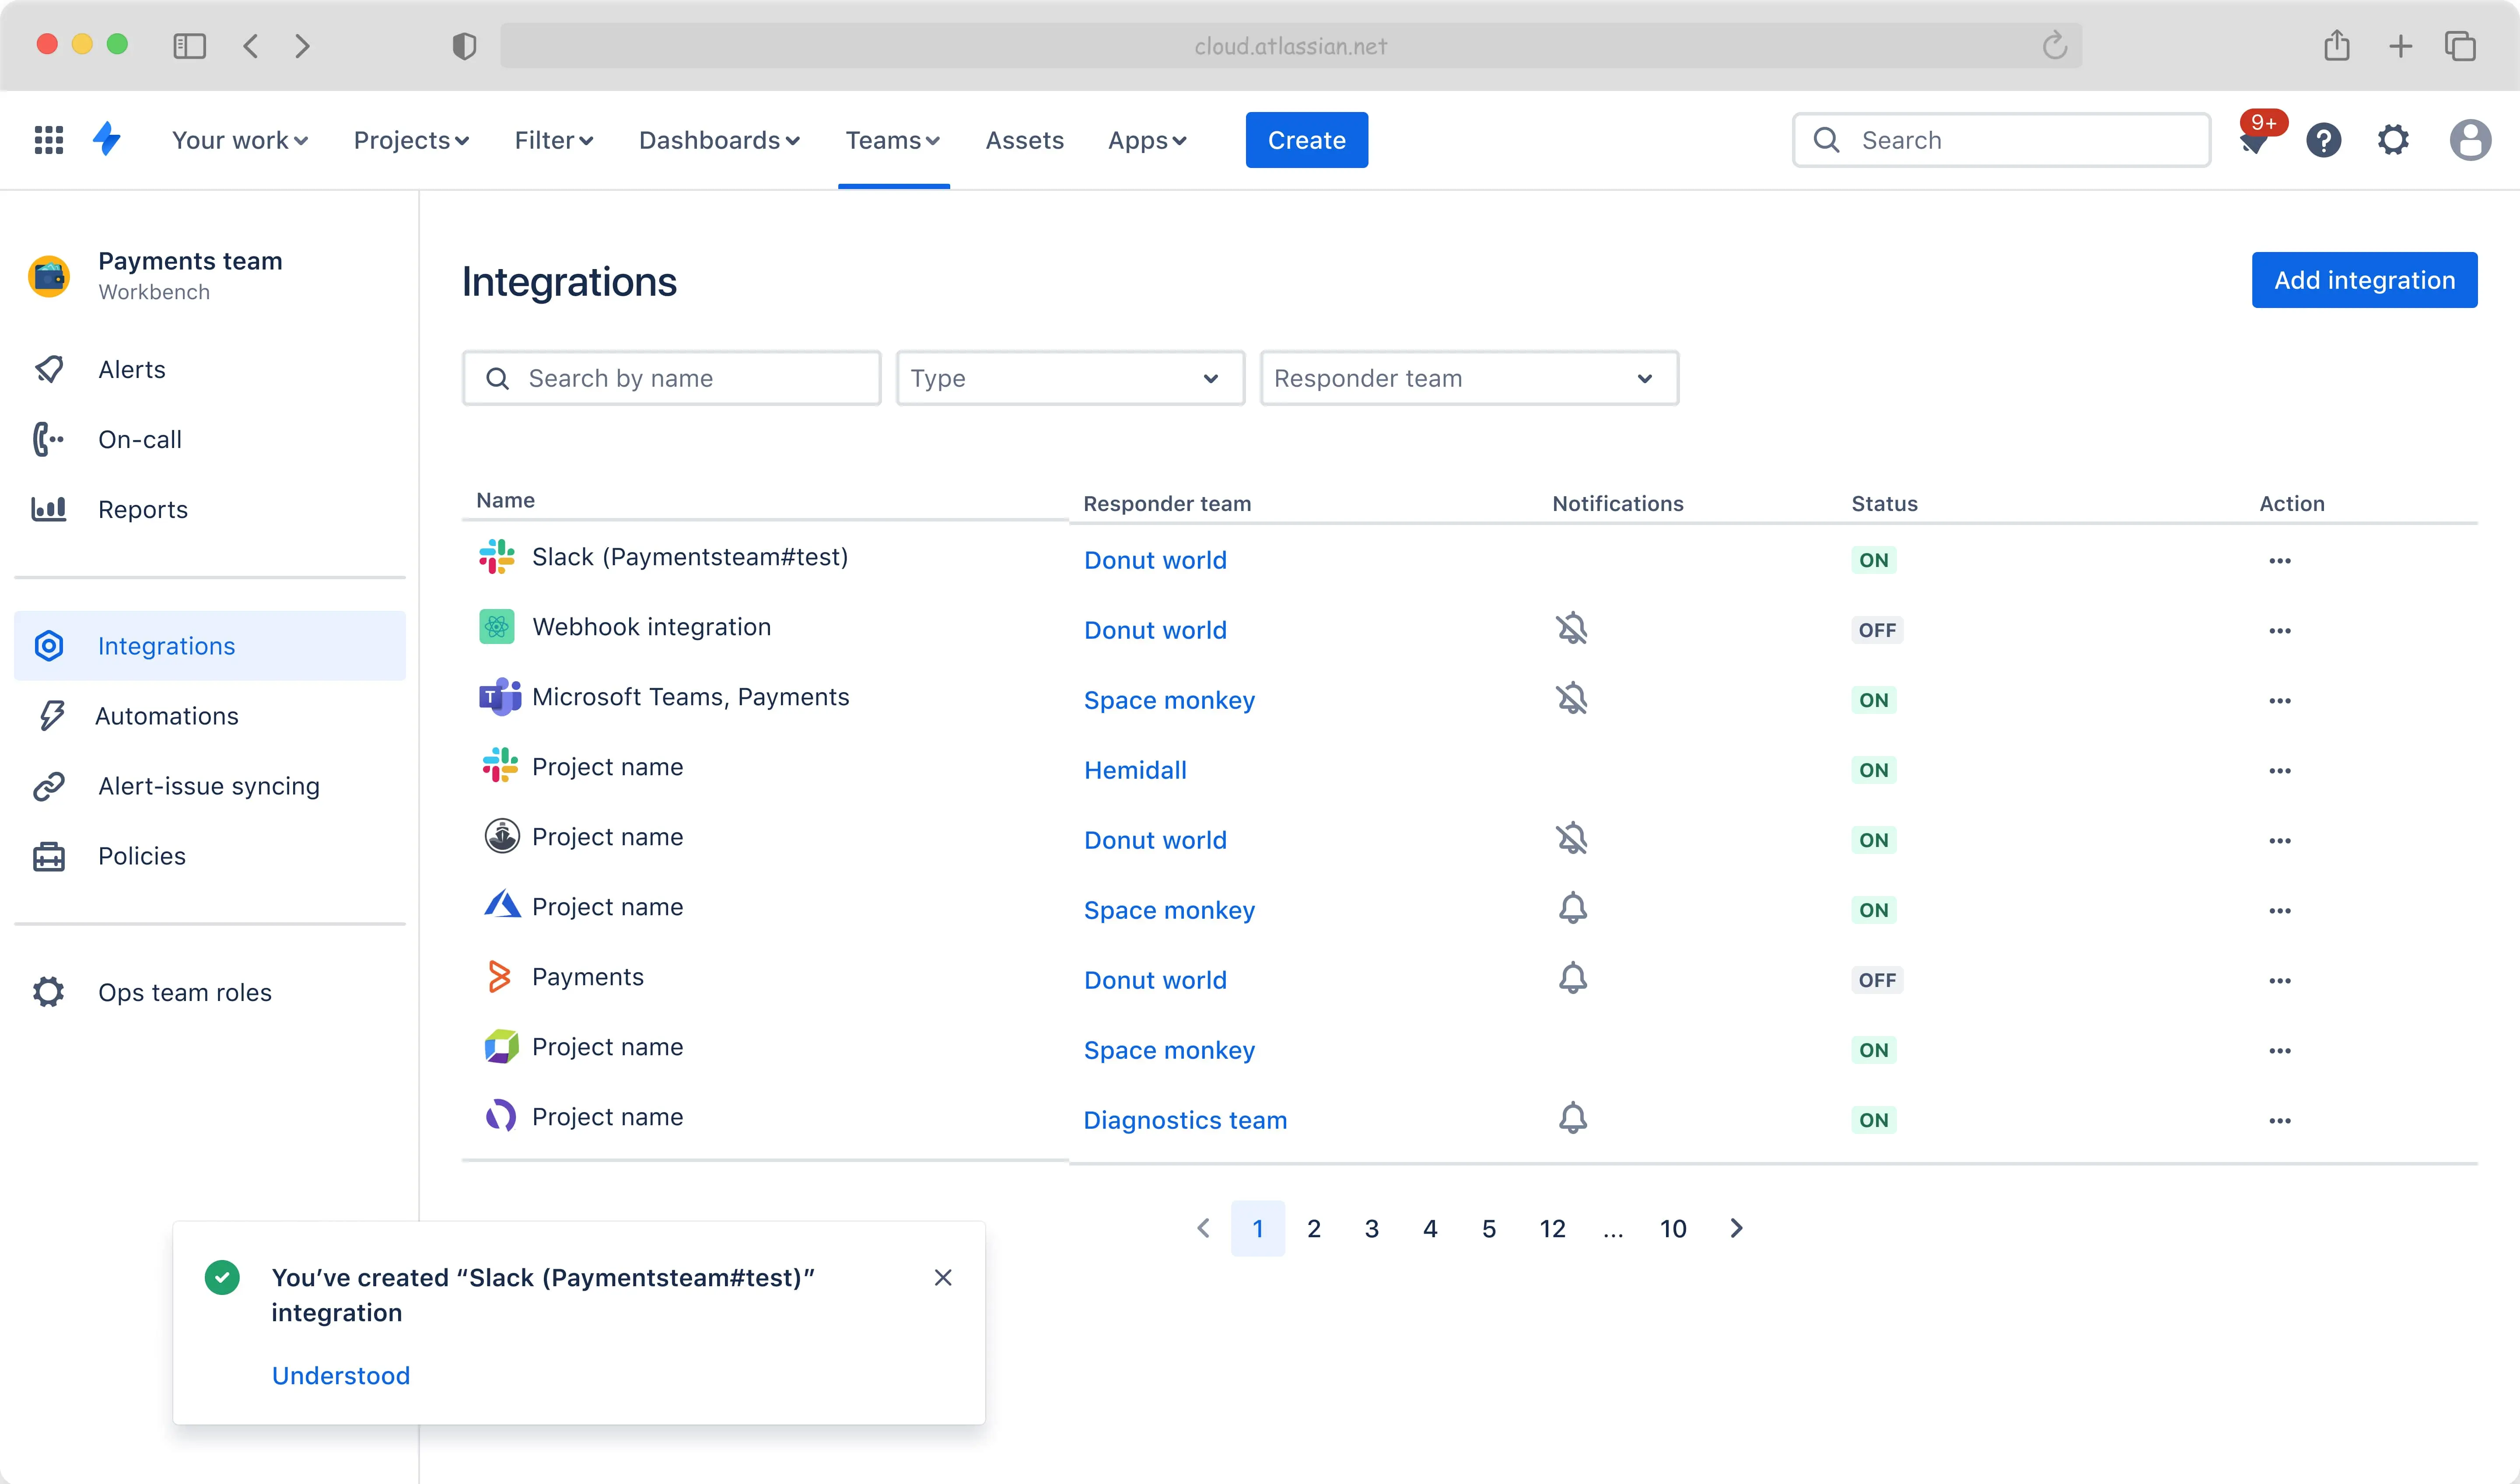 cloud.atlassian.net
Your work Projects Filter Dashboards Teams Assets Apps Create Search 9+
Payments team
Workbench
Alerts
On-call
Reports
Integrations
Automations
Alert-issue syncing
Policies
Ops team roles
Integrations Add integration
Search by name Type Responder team
Name Responder team Notifications Status Action
Slack (Paymentsteam#test) Donut world ON
Webhook integration Donut world OFF
Microsoft Teams, Payments Space monkey ON
Project name Hemidall ON
Project name Donut world ON
Project name Space monkey ON
Payments Donut world OFF
Project name Space monkey ON
Project name Diagnostics team ON
1 2 3 4 5 12 ... 10
You’ve created “Slack (Paymentsteam#test)”
integration
Understood